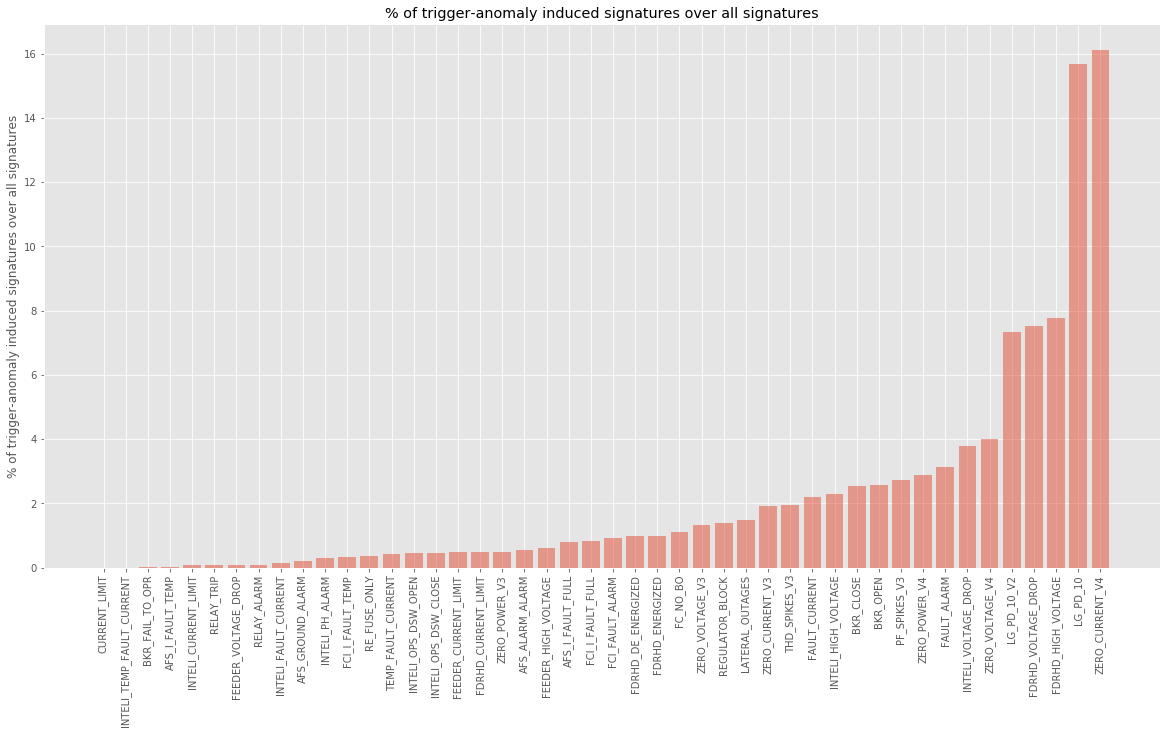 % of trigger-anomaly induced signatures over all signatures
% of trigger-anomaly induced signatures over all signatures
16
14
12
10
8
6
4
2
0
CURRENT_LIMIT
INTELI_TEMP_FAULT_CURRENT
BKR_FAIL_TO_OPR
AFS_I_FAULT_TEMP
INTELI_CURRENT_LIMIT
RELAY_TRIP
FEEDER_VOLTAGE_DROP
RELAY_ALARM
INTELI_FAULT_CURRENT
AFS_GROUND_ALARM
INTELI_PH_ALARM
FCI_I_FAULT_TEMP
RE_FUSE_ONLY
TEMP_FAULT_CURRENT
INTELI_OPS_DSW_OPEN
INTELI_OPS_DSW_CLOSE
FEEDER_CURRENT_LIMIT
FDRHD_CURRENT_LIMIT
ZERO_POWER_V3
AFS_ALARM_ALARM
FEEDER_HIGH_VOLTAGE
AFS_I_FAULT_FULL
FCI_I_FAULT_FULL
FCI_FAULT_ALARM
FDRHD_DE_ENERGIZED
FDRHD_ENERGIZED
FC_NO_BO
ZERO_VOLTAGE_V3
REGULATOR_BLOCK
LATERAL_OUTAGES
ZERO_CURRENT_V3
THD_SPIKES_V3
FAULT_CURRENT
INTELI_HIGH_VOLTAGE
BKR_CLOSE
BKR_OPEN
PF_SPIKES_V3
ZERO_POWER_V4
FAULT_ALARM
INTELI_VOLTAGE_DROP
ZERO_VOLTAGE_V4
LG_PD_10_V2
FDRHD_VOLTAGE_DROP
FDRHD_HIGH_VOLTAGE
LG_PD_10
ZERO_CURRENT_V4